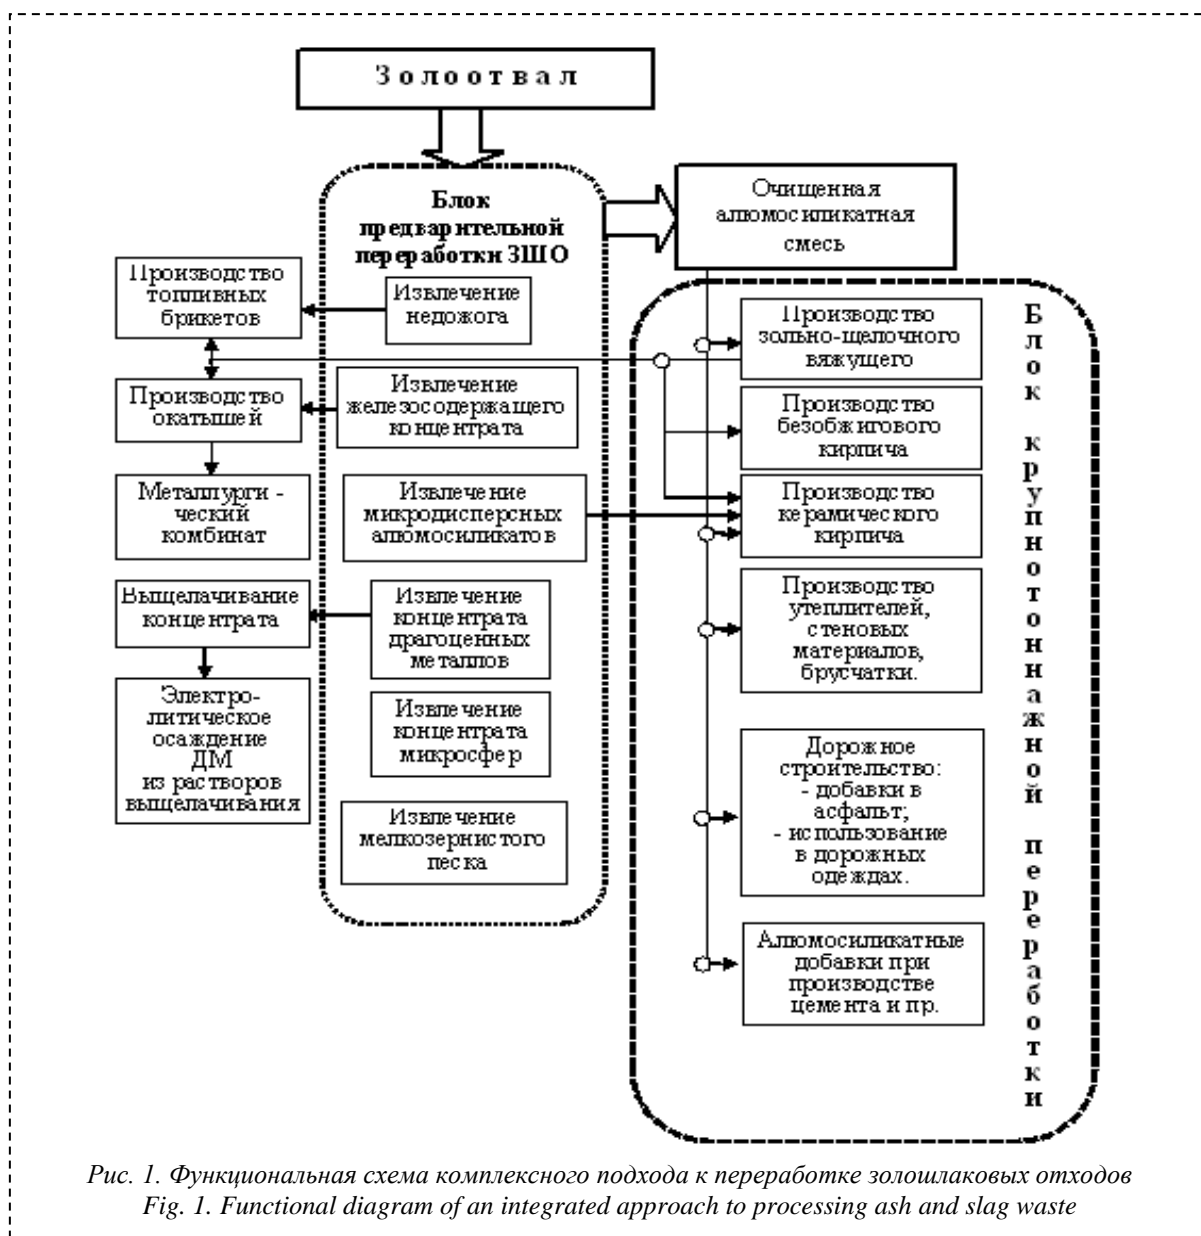 Золоотвал
Блок
предварительной
переработки ЗШО
Очищенная
алюмосиликатная
смесь
Производство
топливных
брикетов
Извлечение
недожога
Производство
окатышей
Извлечение
железосодержащего
концентрата
Металлурги -
ческий
комбинат
Извлечение
микродисперсных
алюмосиликатов
Выщелачивание
концентрата
Извлечение
концентрата
драгоценных
металлов
Электро-
литическое
осаждение
ДМ
из растворов
выщелачивания
Извлечение
концентрата
микросфер
Извлечение
мелкозернистого
песка
Производство
зольно-щелочного
вяжущего
Производство
безобжигового
кирпича
Производство
керамического
кирпича
Производство
утеплителей,
стеновых
материалов,
брусчатки.
Дорожное
строительство:
- добавки в
асфальт;
- использование
в дорожных
одеждах.
Алюмосиликатные
добавки при
производстве
цемента и пр.
Блок крупнотоннажной переработки
Рис. 1. Функциональная схема комплексного подхода к переработке золошлаковых отходов
Fig. 1. Functional diagram of an integrated approach to processing ash and slag waste